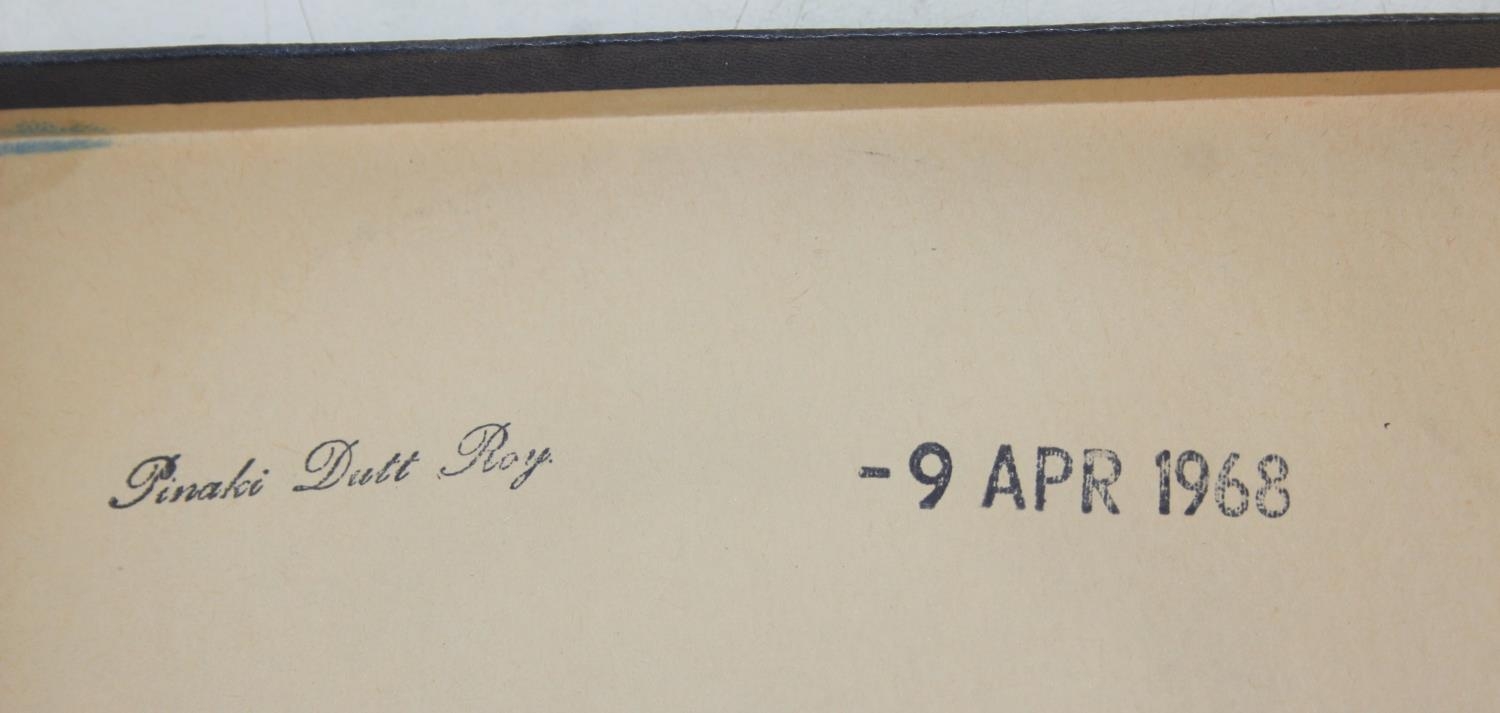 Pinaki Dutt Roy.
-9 APR 1968